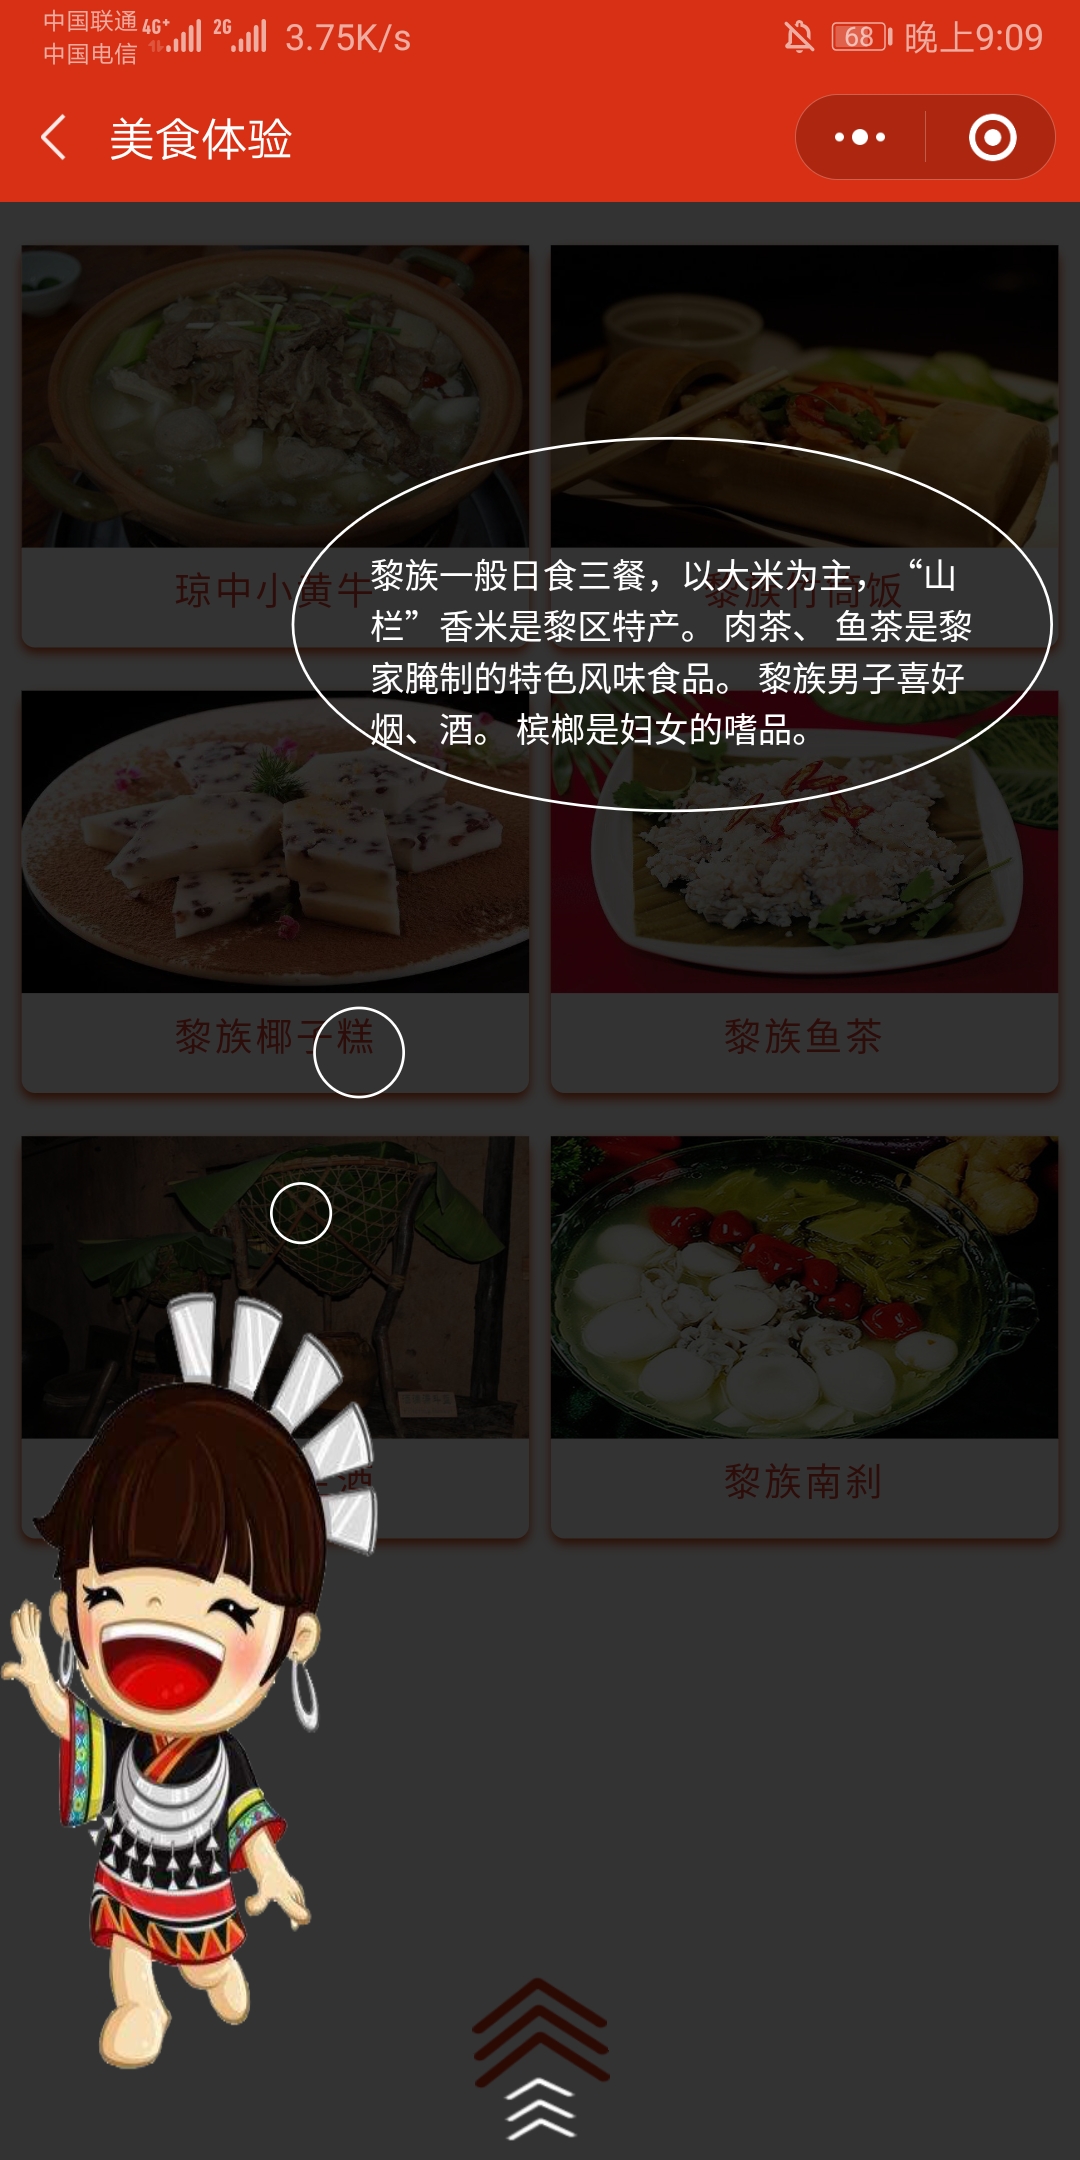 中国联通 4G+ 2G 3.75K/s 68 晚上9:09
中国电信
美食体验
琼中小黄牛
黎族竹筒饭
黎族一般日食三餐，以大米为主，“山
栏”香米是黎区特产。 肉茶、 鱼茶是黎
家腌制的特色风味食品。 黎族男子喜好
烟、酒。 槟榔是妇女的嗜品。
黎族椰子糕
黎族鱼茶
酒
黎族南刹